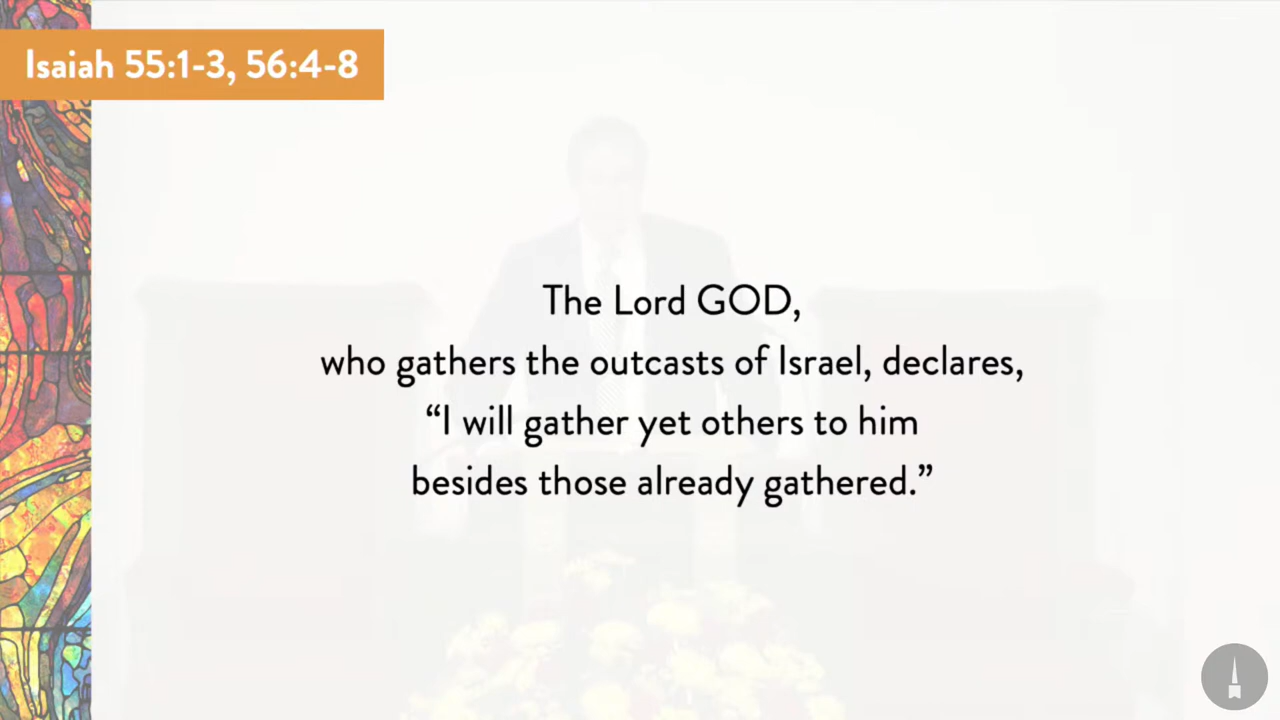 Isaiah 55:1-3, 56:4-8
The Lord GOD,
who gathers the outcasts of Israel, declares,
“I will gather yet others to him
besides those already gathered.”